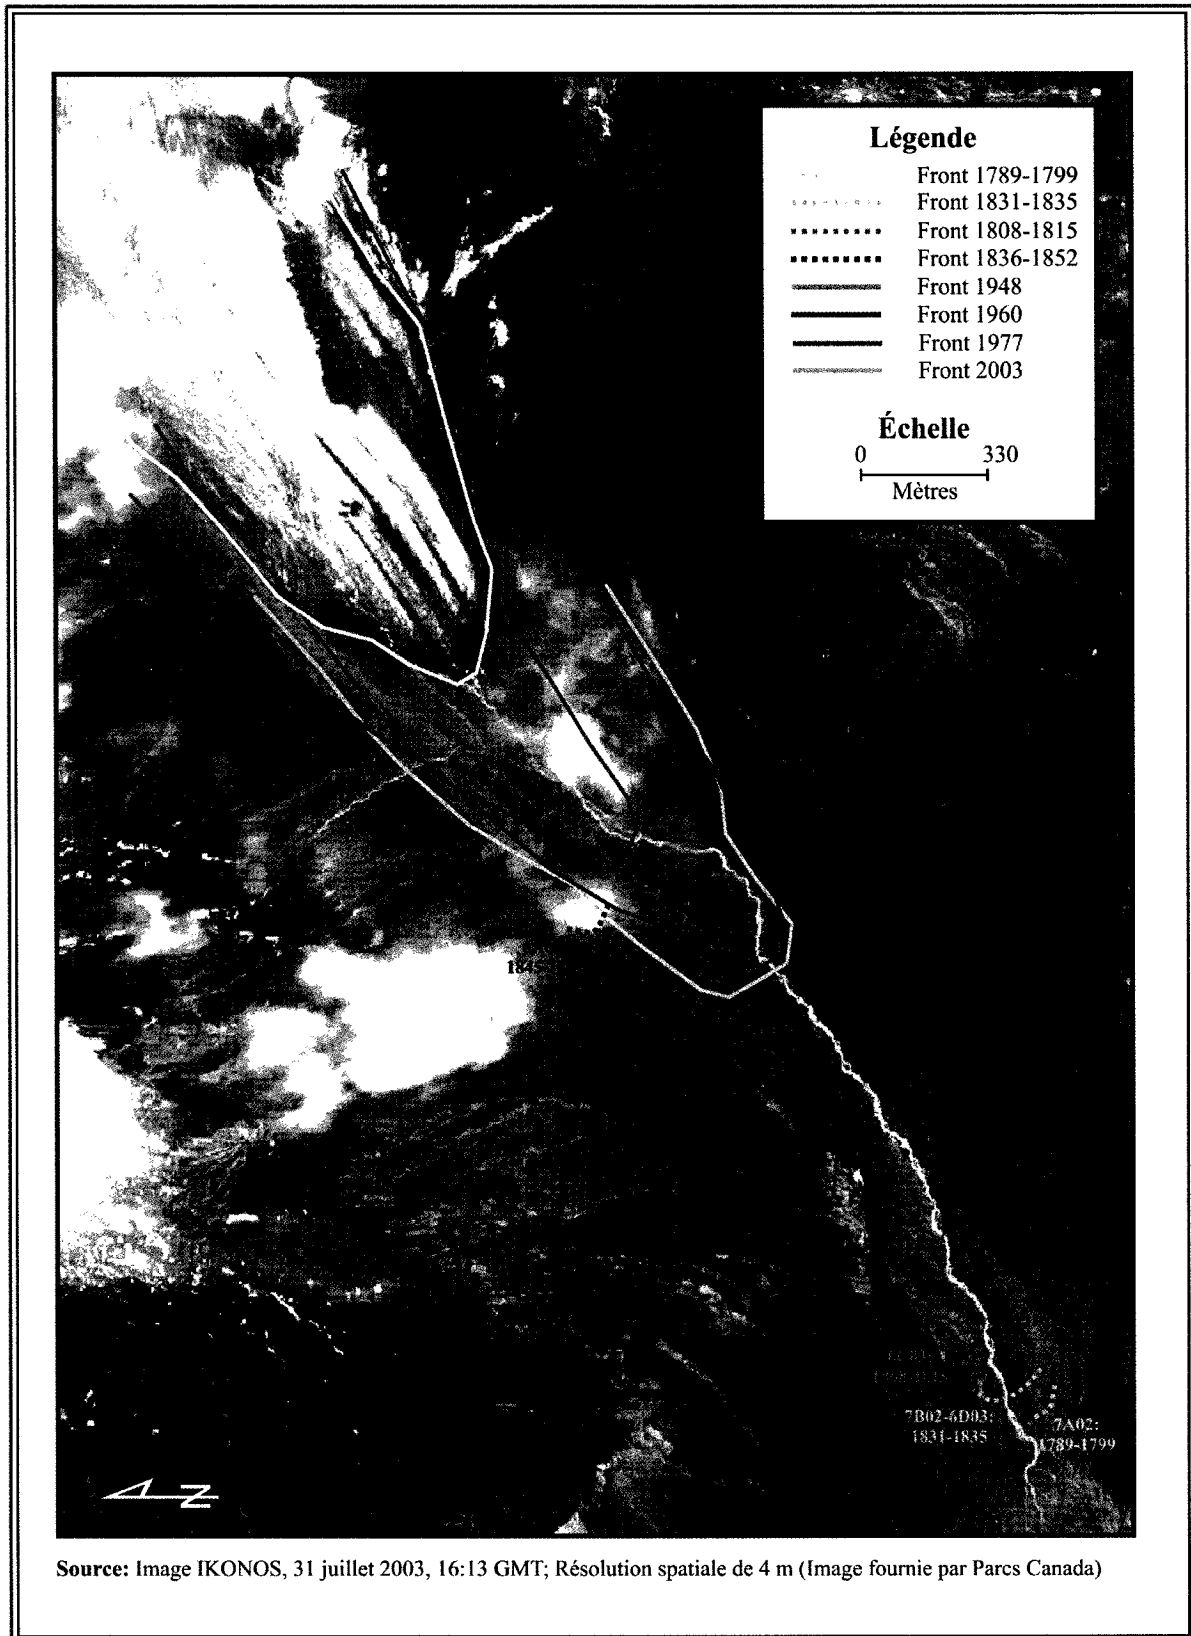 Légende
Front 1789-1799
Front 1831-1835
Front 1808-1815
Front 1836-1852
Front 1948
Front 1960
Front 1977
Front 2003
Échelle
0 330
Mètres
7B02-6D03:
1831-1835
7A02:
1789-1799
N
Source: Image IKONOS, 31 juillet 2003, 16:13 GMT; Résolution spatiale de 4 m (Image fournie par Parcs Canada)